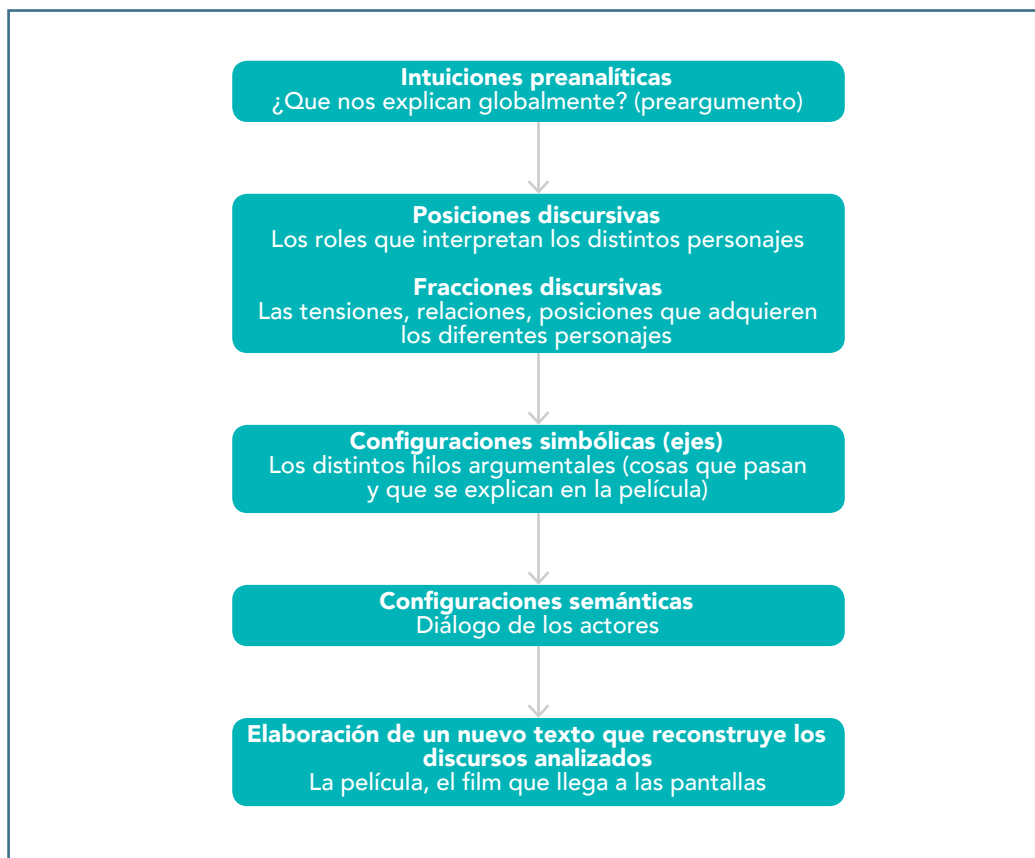 Intuiciones preanalíticas
¿Que nos explican globalmente? (preargumento)
Posiciones discursivas
Los roles que interpretan los distintos personajes
Fracciones discursivas
Las tensiones, relaciones, posiciones que adquieren
los diferentes personajes
Configuraciones simbólicas (ejes)
Los distintos hilos argumentales (cosas que pasan
y que se explican en la película)
Configuraciones semánticas
Diálogo de los actores
Elaboración de un nuevo texto que reconstruye los
discursos analizados
La película, el film que llega a las pantallas